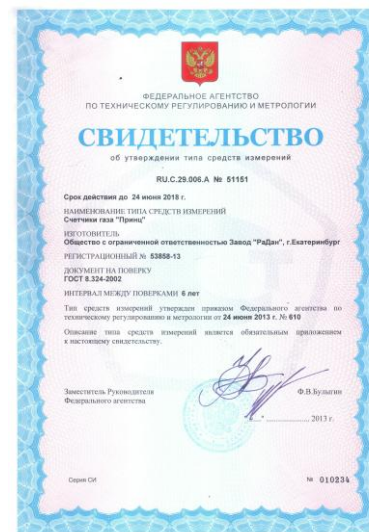 ФЕДЕРАЛЬНОЕ АГЕНТСТВО
ПО ТЕХНИЧЕСКОМУ РЕГУЛИРОВАНИЮ И МЕТРОЛОГИИ
СВИДЕТЕЛЬСТВО
об утверждении типа средств измерений
RU.C.29.006.A № 51151
Срок действия до 24 июня 2018 г.
НАИМЕНОВАНИЕ ТИПА СРЕДСТВ ИЗМЕРЕНИЙ
Счетчики газа "Принц"
ИЗГОТОВИТЕЛЬ
Общество с ограниченной ответственностью Завод "РаДан", г.Екатеринбург
РЕГИСТРАЦИОННЫЙ № 53858-13
ДОКУМЕНТ НА ПОВЕРКУ
ГОСТ 8.324-2002
ИНТЕРВАЛ МЕЖДУ ПОВЕРКАМИ 6 лет
Тип средств измерений утвержден приказом Федерального агентства по
техническому регулированию и метрологии от 24 июня 2013 г. № 610
Описание типа средств измерений является обязательным приложением
к настоящему свидетельству.
Заместитель Руководителя
Ф.В.Булыгин
Федерального агентства
2013 г.
Серия СИ
№ 010234